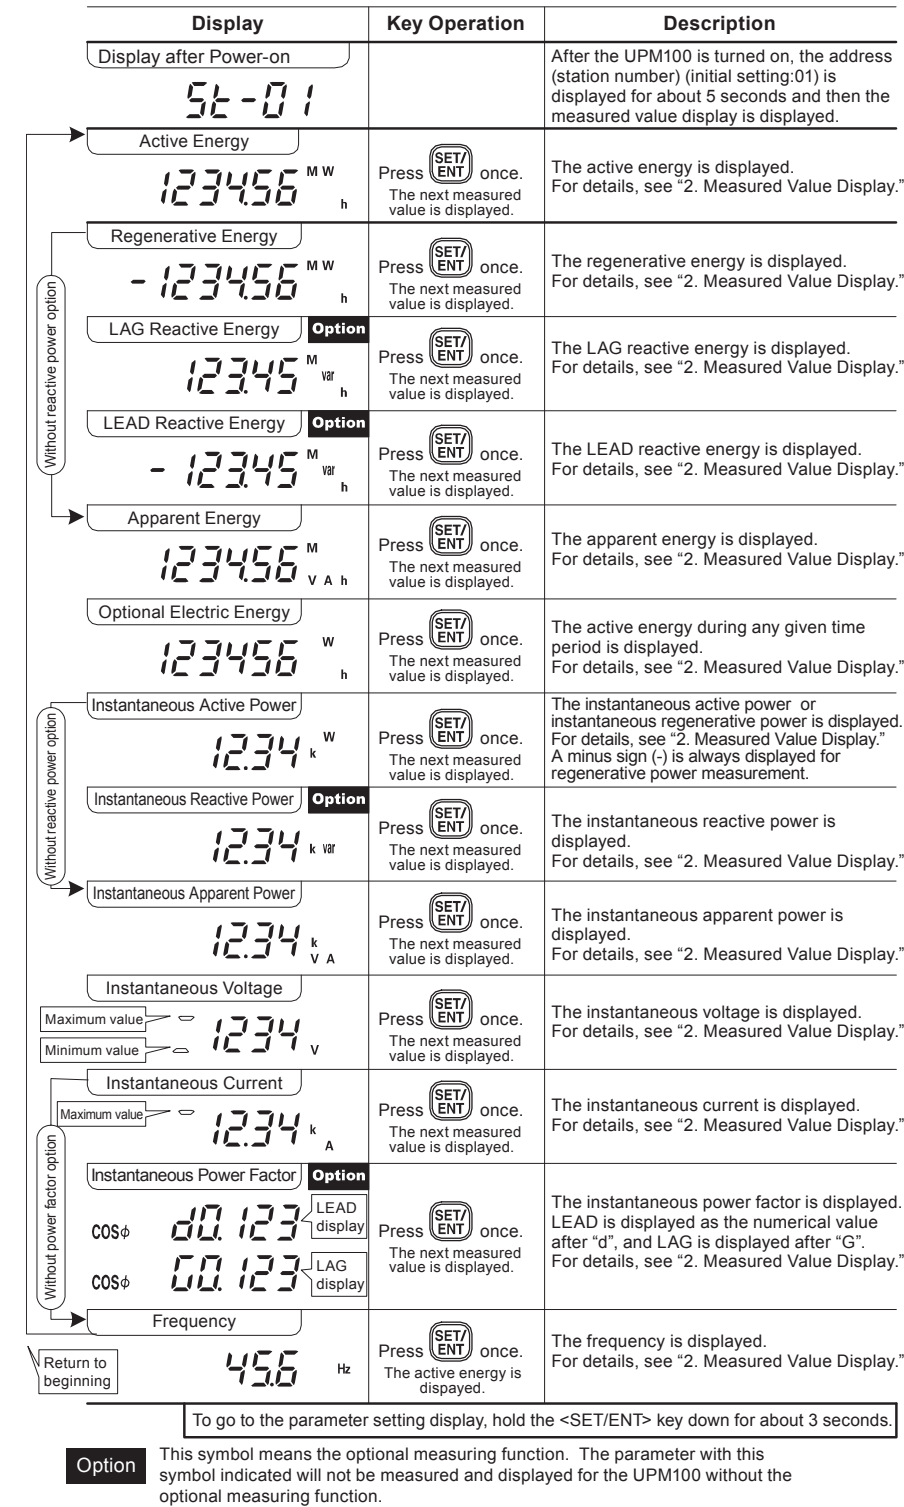 Display Key Operation Description
Display after Power-on
St-01
After the UPM100 is turned on, the address
(station number) (initial setting:01) is
displayed for about 5 seconds and then the
measured value display is displayed.
Active Energy
1234.56 M W h
Press SET/ENT once.
The next measured
value is displayed.
The active energy is displayed.
For details, see “2. Measured Value Display.”
Without reactive power option
Regenerative Energy
-1234.56 M W h
Press SET/ENT once.
The next measured
value is displayed.
The regenerative energy is displayed.
For details, see “2. Measured Value Display.”
LAG Reactive Energy Option
123.45 M var h
Press SET/ENT once.
The next measured
value is displayed.
The LAG reactive energy is displayed.
For details, see “2. Measured Value Display.”
LEAD Reactive Energy Option
- 123.45 M var h
Press SET/ENT once.
The next measured
value is displayed.
The LEAD reactive energy is displayed.
For details, see “2. Measured Value Display.”
Apparent Energy
1234.56 M V A h
Press SET/ENT once.
The next measured
value is displayed.
The apparent energy is displayed.
For details, see “2. Measured Value Display.”
Optional Electric Energy
123456 W h
Press SET/ENT once.
The next measured
value is displayed.
The active energy during any given time
period is displayed.
For details, see “2. Measured Value Display.”
Without reactive power option
Instantaneous Active Power
12.34 k W
Press SET/ENT once.
The next measured
value is displayed.
The instantaneous active power or
instantaneous regenerative power is displayed.
For details, see “2. Measured Value Display.”
A minus sign (-) is always displayed for
regenerative power measurement.
Instantaneous Reactive Power Option
12.34 k var
Press SET/ENT once.
The next measured
value is displayed.
The instantaneous reactive power is
displayed.
For details, see “2. Measured Value Display.”
Instantaneous Apparent Power
12.34 k V A
Press SET/ENT once.
The next measured
value is displayed.
The instantaneous apparent power is
displayed.
For details, see “2. Measured Value Display.”
Instantaneous Voltage
Maximum value
Minimum value
1234 V
Press SET/ENT once.
The next measured
value is displayed.
The instantaneous voltage is displayed.
For details, see “2. Measured Value Display.”
Without power factor option
Instantaneous Current
Maximum value
12.34 k A
Press SET/ENT once.
The next measured
value is displayed.
The instantaneous current is displayed.
For details, see “2. Measured Value Display.”
Instantaneous Power Factor Option
COSφ d0.123
LEAD
display
COSφ G0.123
LAG
display
Press SET/ENT once.
The next measured
value is displayed.
The instantaneous power factor is displayed.
LEAD is displayed as the numerical value
after “d”, and LAG is displayed after “G”.
For details, see “2. Measured Value Display.”
Frequency
45.6 Hz
Press SET/ENT once.
The active energy is
dispayed.
The frequency is displayed.
For details, see “2. Measured Value Display.”
Return to
beginning
To go to the parameter setting display, hold the <SET/ENT> key down for about 3 seconds.
Option This symbol means the optional measuring function. The parameter with this
symbol indicated will not be measured and displayed for the UPM100 without the
optional measuring function.